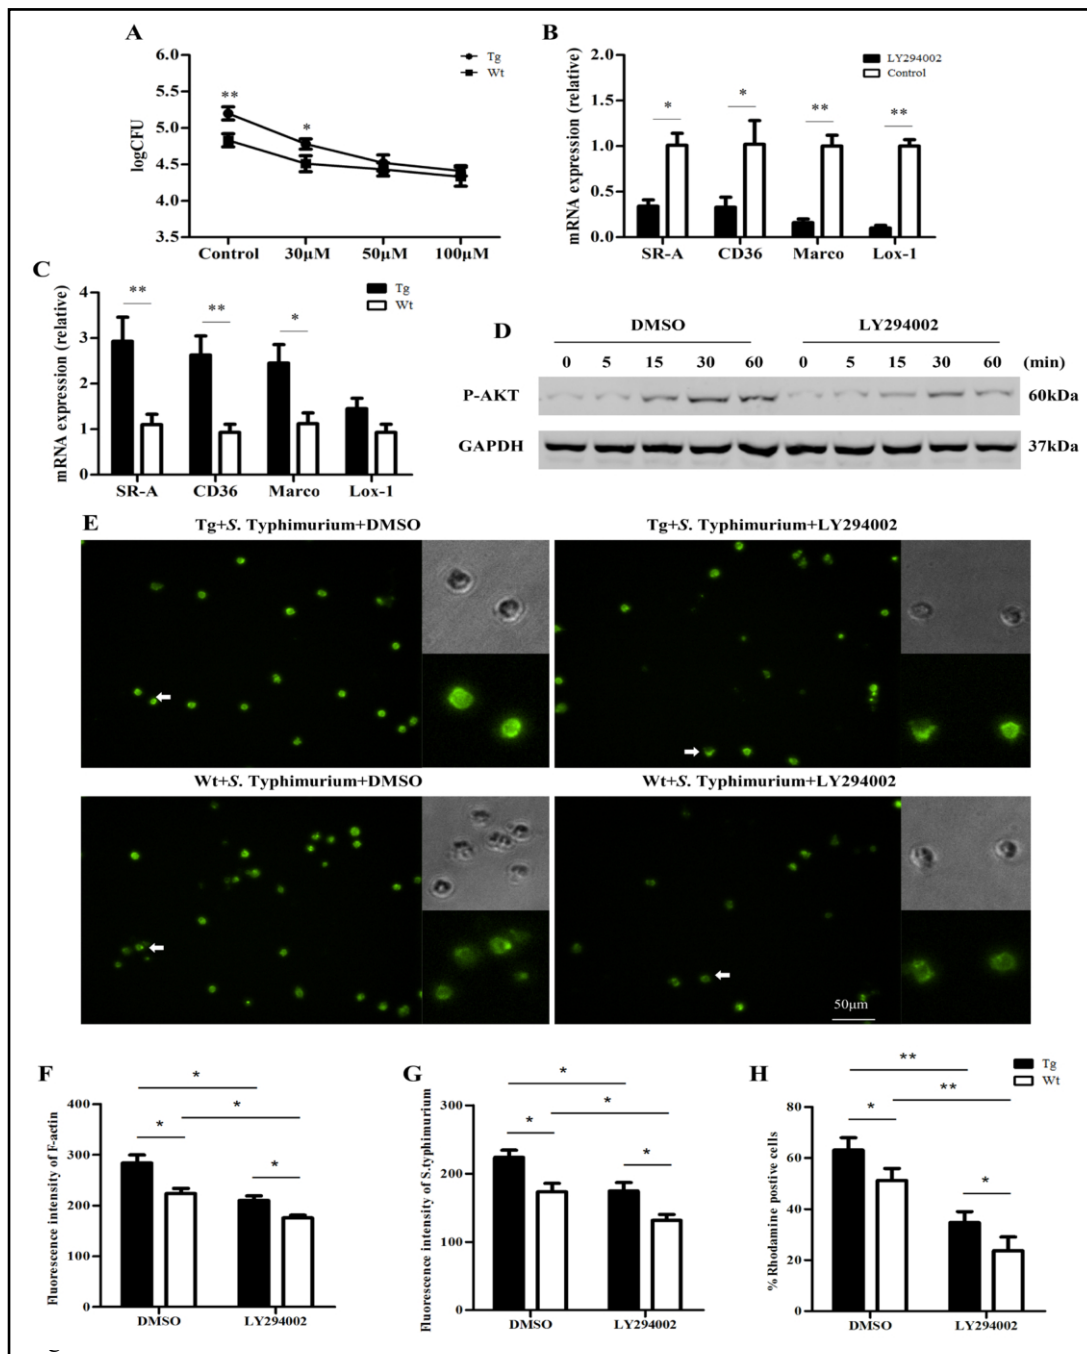 A
6.0
5.5
5.0
4.5
4.0
3.5
logCFU
Tg
Wt
**
*
Control 30µM 50µM 100µM
B
2.0
1.5
1.0
0.5
0.0
mRNA expression (relative)
LY294002
Control
* * ** **
SR-A CD36 Marco Lox-1
C
4
3
2
1
0
mRNA expression (relative)
Tg
Wt
** ** *
SR-A CD36 Marco Lox-1
D
DMSO LY294002
0 5 15 30 60 0 5 15 30 60 (min)
P-AKT 60kDa
GAPDH 37kDa
E
Tg+S. Typhimurium+DMSO Tg+S. Typhimurium+LY294002
Wt+S. Typhimurium+DMSO Wt+S. Typhimurium+LY294002
50µm
F
400
300
200
100
0
Fluorescence intensity of F-actin
*
*
*
*
DMSO LY294002
G
300
200
100
0
Fluorescence intensity of S.typhimurium
*
*
*
*
DMSO LY294002
H
80
60
40
20
0
% Rhodamine postive cells
Tg
Wt
**
**
*
*
DMSO LY294002